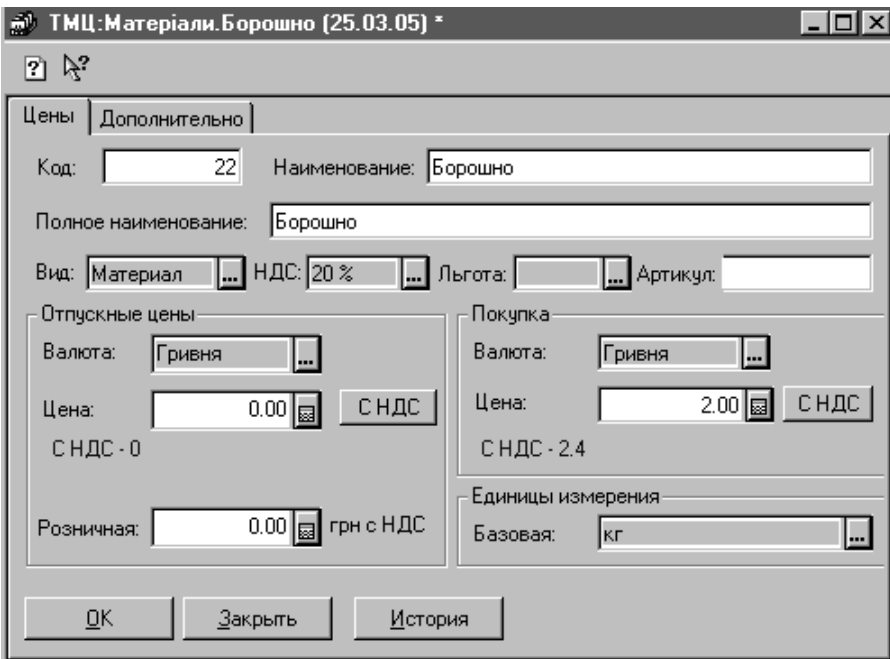 ТМЦ:Матеріали.Борошно (25.03.05) *
Цены Дополнительно
Код: 22 Наименование: Борошно
Полное наименование: Борошно
Вид: Материал ... НДС: 20 % ... Льгота: ... Артикул:
Отпускные цены
Валюта: Гривня ...
Цена: 0.00 С НДС
С НДС - 0
Розничная: 0.00 грн с НДС
Покупка
Валюта: Гривня ...
Цена: 2.00 С НДС
С НДС - 2.4
Единицы измерения
Базовая: кг ...
OK Закрыть История